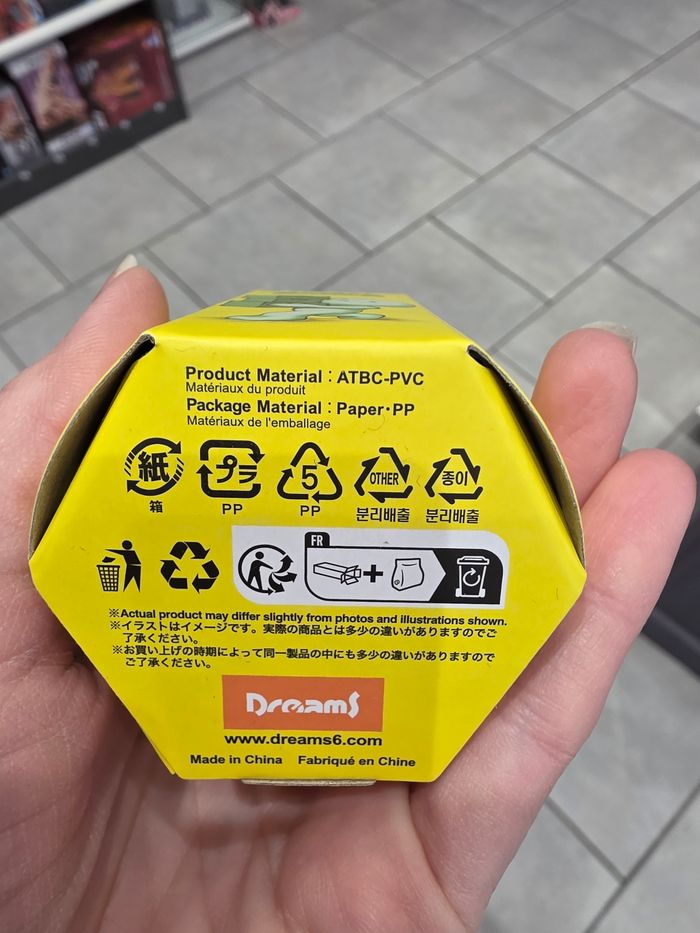 Product Material : ATBC-PVC
Matériaux du produit
Package Material : Paper・PP
Matériaux de l'emballage
紙 プラ 5 OTHER 종이
箱 PP PP 분리배출 분리배출
FR
※Actual product may differ slightly from photos and illustrations shown.
※イラストはイメージです。実際の商品とは多少の違いがありますのでご
了承ください。
※お買い上げの時期によって同一製品の中にも多少の違いがありますので
ご了承ください。
Dreams
www.dreams6.com
Made in China Fabriqué en Chine